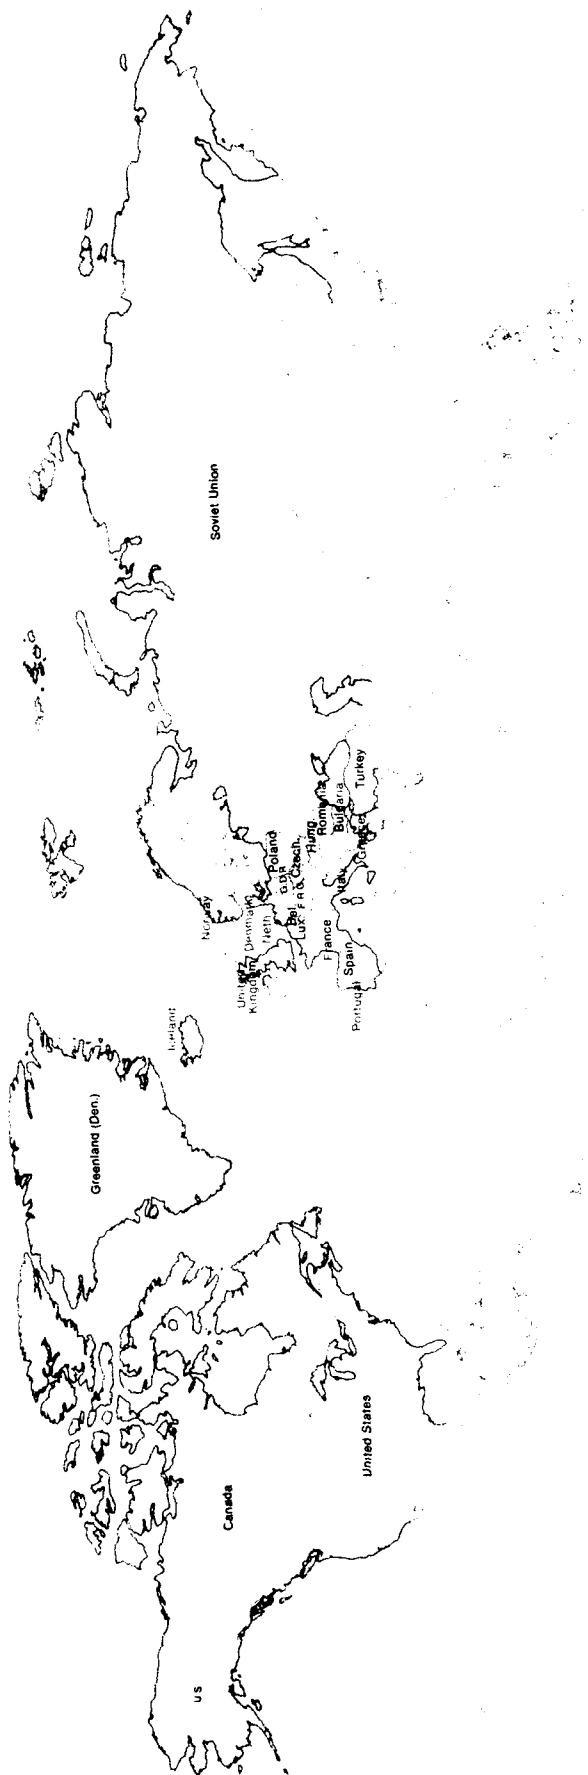 U S
Canada
United States
Greenland (Den.)
Iceland
United
Kingdom
Norway
Denmark
Neth
Bel
Lux
F.R.G.
G.D.R
Poland
Czech.
Hung
Romania
Bulgaria
France
Spain
Portugal
Italy
Greece
Turkey
Soviet Union